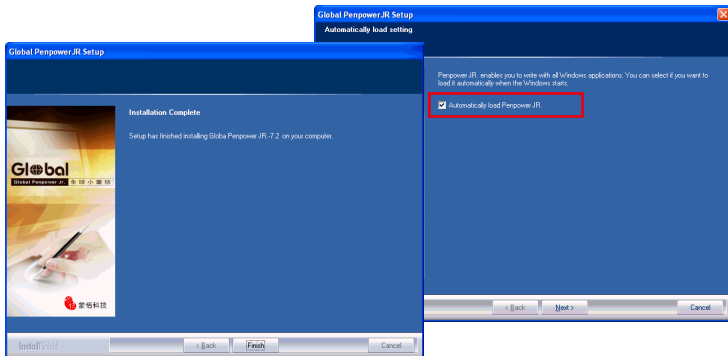 Global Penpower JR Setup
Automatically load setting
Penpower JR. enables you to write with all Windows applications. You can select if you want to
load it automatically when the Windows starts.
Automatically load Penpower JR.
< Back
Next >
Cancel
Global Penpower JR Setup
Installation Complete
Setup has finished installing Globa Penpower JR.-7.2 on your computer.
Global
Global Penpower Jr. 全球小蒙恬
蒙恬科技
InstallShield
< Back
Finish
Cancel